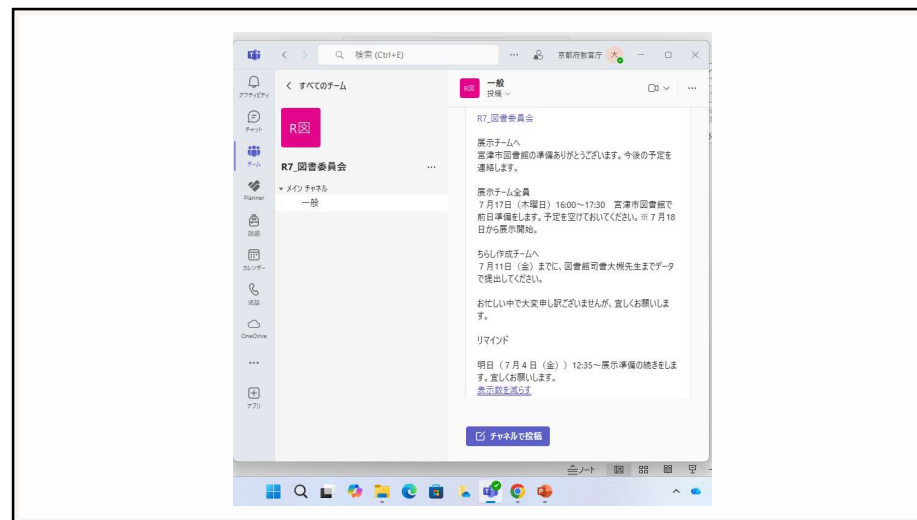 検索 (Ctrl+E)
京都府教育庁
大
アクティビティ
チャット
チーム
Planner
課題
カレンダー
通話
OneDrive
アプリ
すべてのチーム
R図
R7_図書委員会
メイン チャネル
一般
R図
一般
投稿
R7_図書委員会
展示チームへ
宮津市図書館の準備ありがとうございます。今後の予定を
連絡します。
展示チーム全員
7月17日（木曜日）16:00～17:30　宮津市図書館で
前日準備をします。予定を空けておいてください。※7月18
日から展示開始。
ちらし作成チームへ
7月11日（金）までに、図書館司書大槻先生までデータ
で提出してください。
お忙しい中で大変申し訳ございませんが、宜しくお願いしま
す。
リマインド
明日（7月4日（金））12:35～展示準備の続きをしま
す。宜しくお願いします。
表示数を減らす
チャネルで投稿
ノート